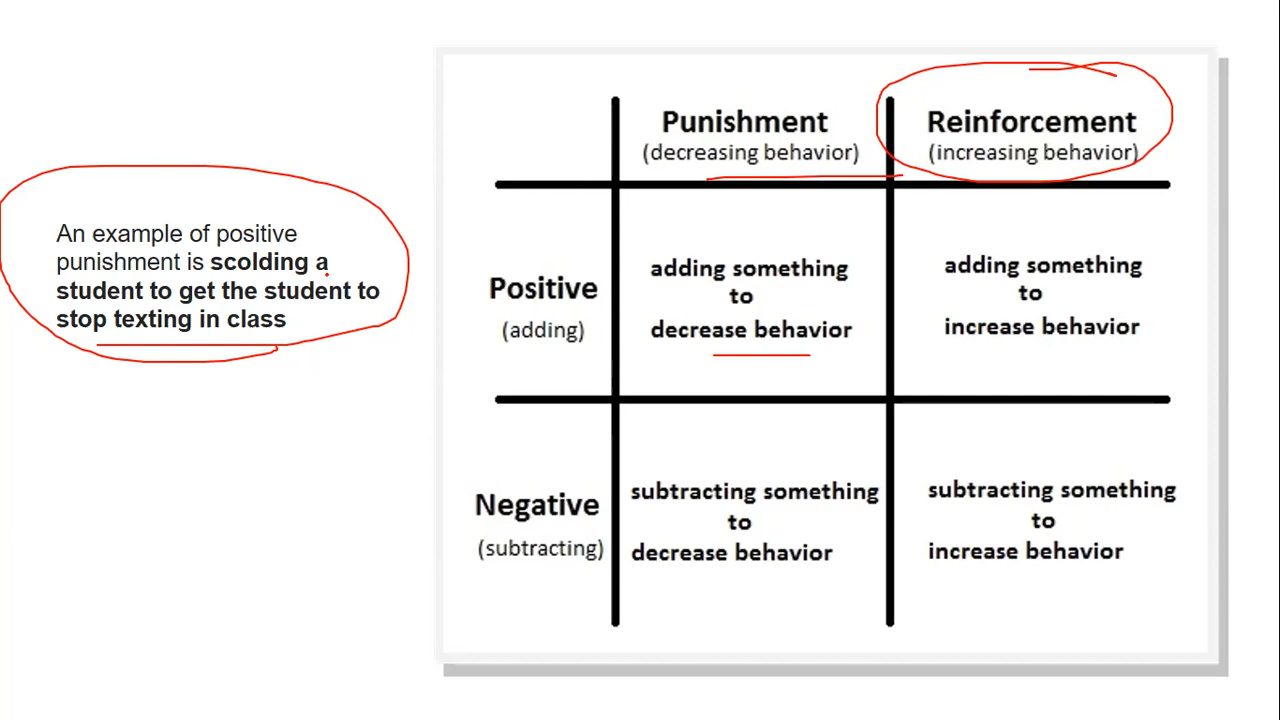 An example of positive
punishment is scolding a
student to get the student to
stop texting in class
Punishment
(decreasing behavior)
Reinforcement
(increasing behavior)
Positive
(adding)
adding something
to
decrease behavior
adding something
to
increase behavior
Negative
(subtracting)
subtracting something
to
decrease behavior
subtracting something
to
increase behavior